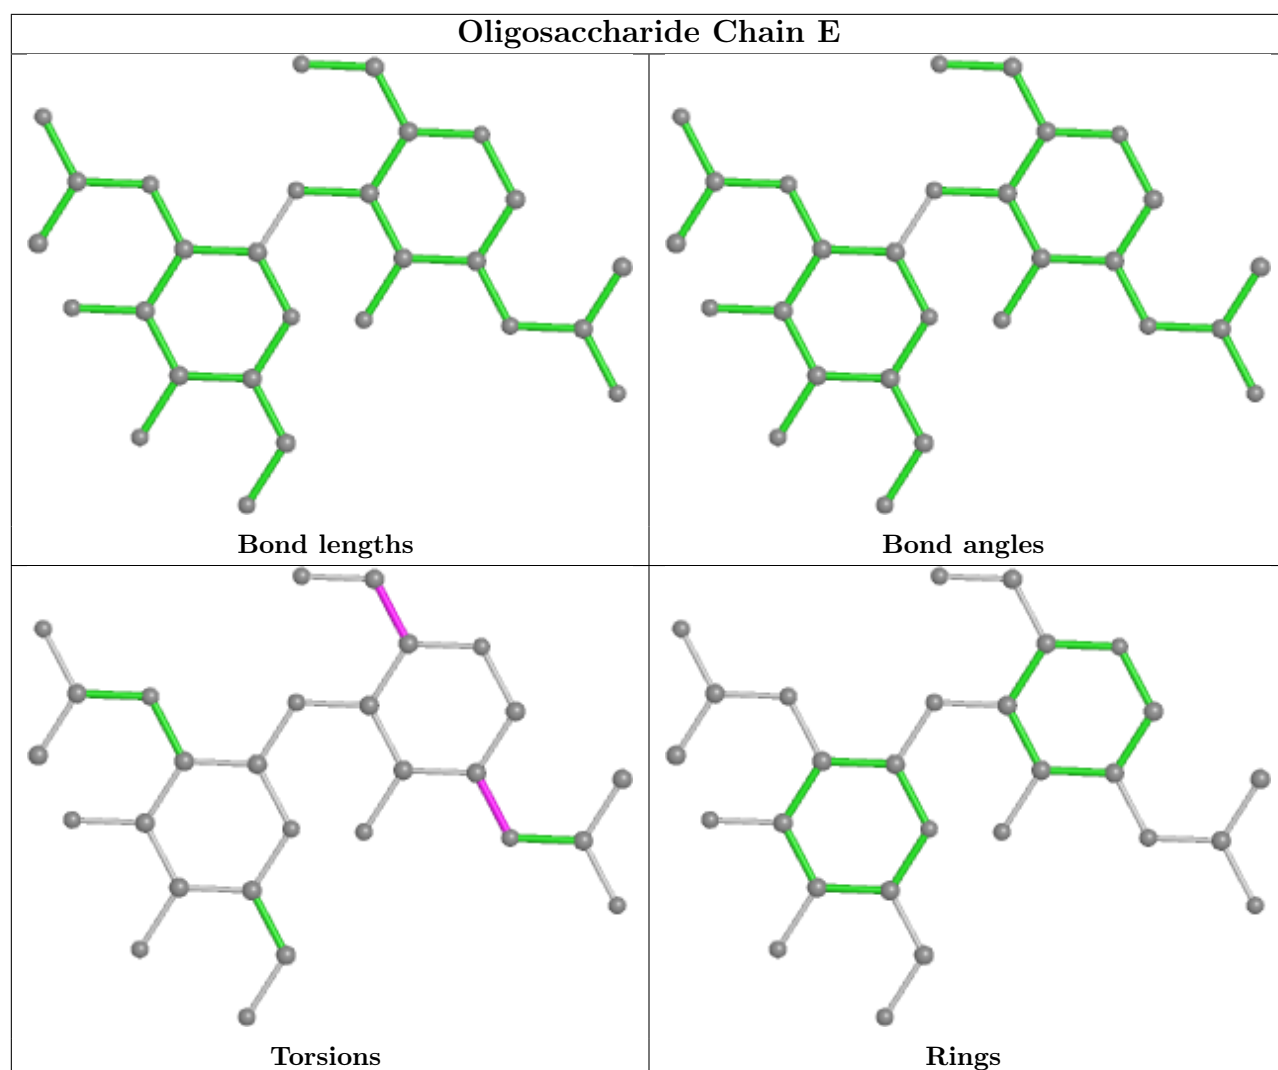 Oligosaccharide Chain E
Bond lengths
Bond angles
Torsions
Rings